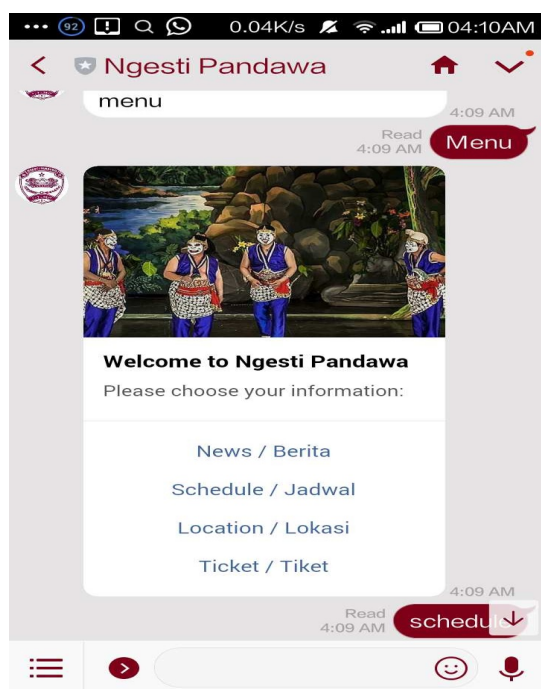 92
0.04K/s
04:10AM
Ngesti Pandawa
menu
4:09 AM
Read
4:09 AM
Menu
Welcome to Ngesti Pandawa
Please choose your information:
News / Berita
Schedule / Jadwal
Location / Lokasi
Ticket / Tiket
4:09 AM
Read
4:09 AM
schedule